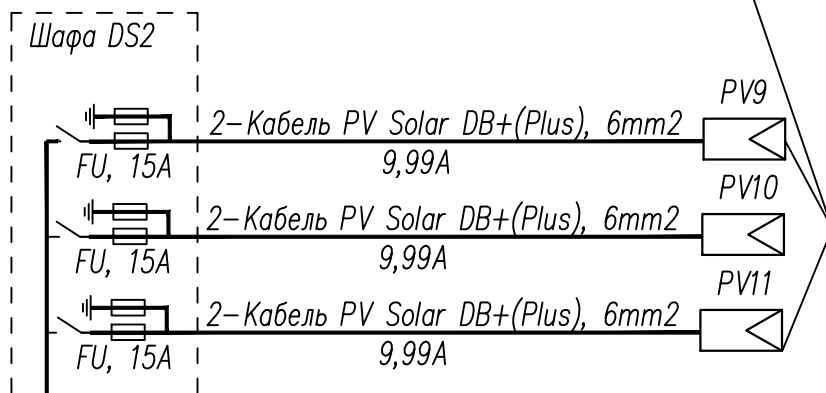 Шафа DS2
PV9
2-Кабель PV Solar DB+(Plus), 6mm2
FU, 15A
9,99A
PV10
2-Кабель PV Solar DB+(Plus), 6mm2
FU, 15A
9,99A
PV11
2-Кабель PV Solar DB+(Plus), 6mm2
FU, 15A
9,99A